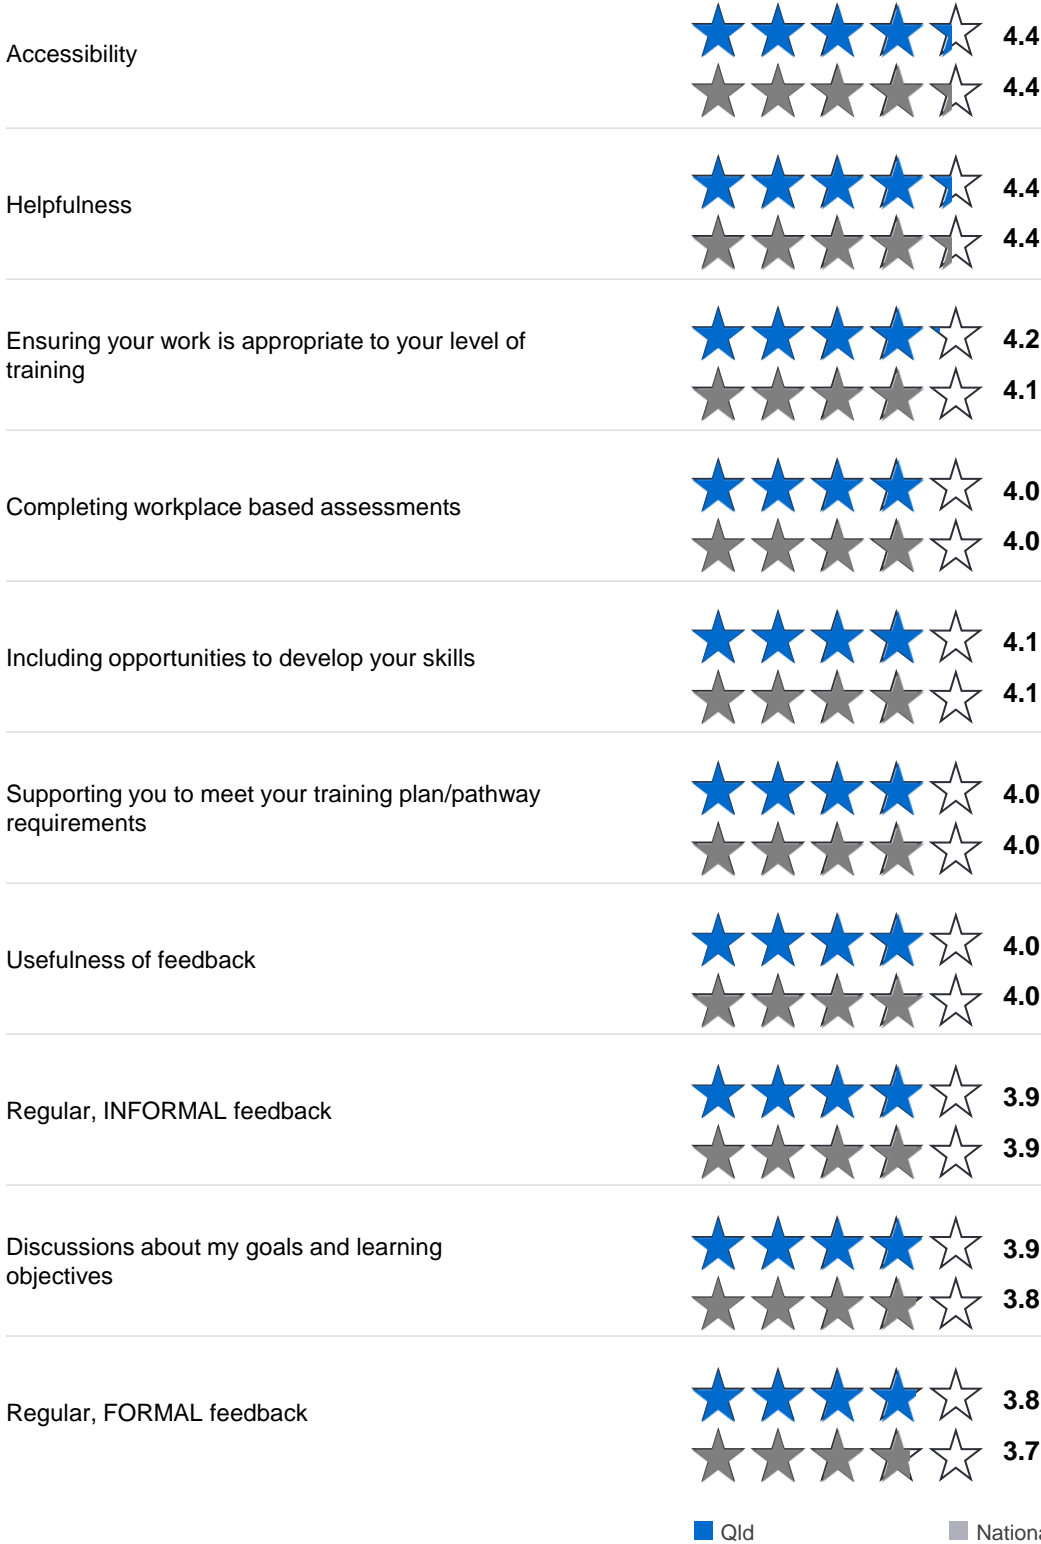 Accessibility
4.4
4.4
Helpfulness
4.4
4.4
Ensuring your work is appropriate to your level of
training
4.2
4.1
Completing workplace based assessments
4.0
4.0
Including opportunities to develop your skills
4.1
4.1
Supporting you to meet your training plan/pathway
requirements
4.0
4.0
Usefulness of feedback
4.0
4.0
Regular, INFORMAL feedback
3.9
3.9
Discussions about my goals and learning
objectives
3.9
3.8
Regular, FORMAL feedback
3.8
3.7
Qld Nationa